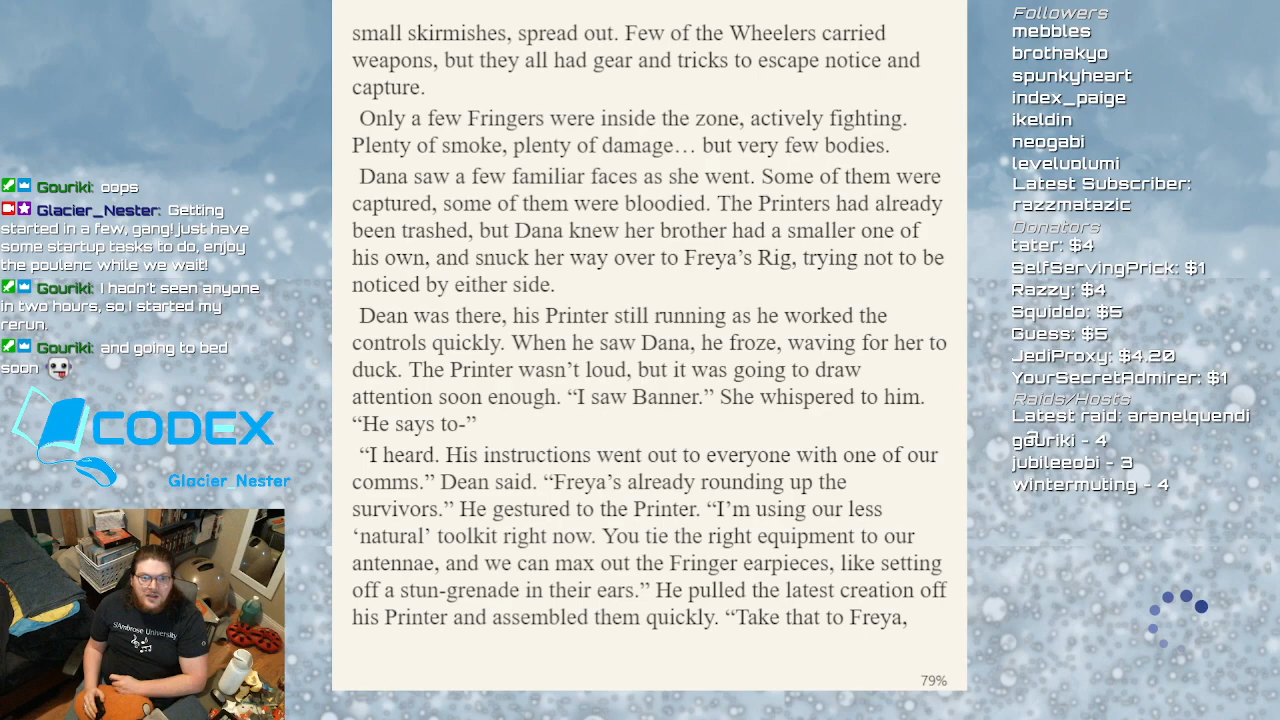 small skirmishes, spread out. Few of the Wheelers carried
weapons, but they all had gear and tricks to escape notice and
capture.
Only a few Fringers were inside the zone, actively fighting.
Plenty of smoke, plenty of damage… but very few bodies.
Dana saw a few familiar faces as she went. Some of them were
captured, some of them were bloodied. The Printers had already
been trashed, but Dana knew her brother had a smaller one of
his own, and snuck her way over to Freya’s Rig, trying not to be
noticed by either side.
Dean was there, his Printer still running as he worked the
controls quickly. When he saw Dana, he froze, waving for her to
duck. The Printer wasn’t loud, but it was going to draw
attention soon enough. “I saw Banner.” She whispered to him.
“He says to-”
“I heard. His instructions went out to everyone with one of our
comms.” Dean said. “Freya’s already rounding up the
survivors.” He gestured to the Printer. “I’m using our less
‘natural’ toolkit right now. You tie the right equipment to our
antennae, and we can max out the Fringer earpieces, like setting
off a stun-grenade in their ears.” He pulled the latest creation off
his Printer and assembled them quickly. “Take that to Freya,
79%
Gouriki: oops
Glacier_Nester: Getting
started in a few, gang! just have
some startup tasks to do, enjoy
the poulenc while we wait!
Gouriki: I hadn't seen anyone
in two hours, so I started my
rerun.
Gouriki: and going to bed
soon
CODEX
Glacier_Nester
St. Ambrose University
Followers
mebbles
brothakyo
spunkyheart
index_paige
ikeldin
neogabi
leveluplumi
Latest Subscriber:
razzmatazic
Donators
tater: $4
SelfServingPrick: $1
Razzy: $4
Squiddo: $5
Guess: $5
JediProxy: $4.20
YourSecretAdmirer: $1
Raids/Hosts
Latest raid: aranelquendi
gouriki - 4
jubileeobi - 3
wintermuting - 4